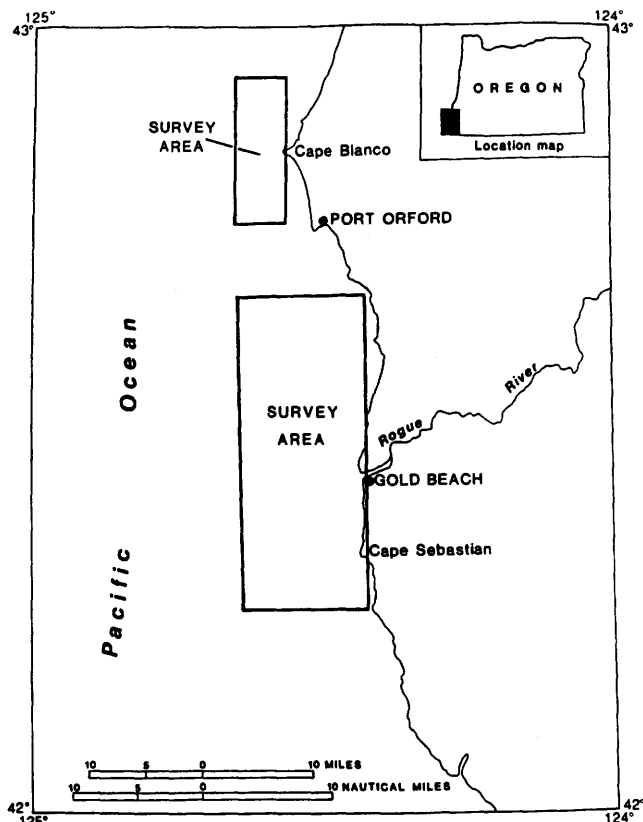 125°
124°
43°
43°
OREGON
Location map
SURVEY
AREA
Cape Blanco
PORT ORFORD
Pacific Ocean
SURVEY
AREA
Rogue River
GOLD BEACH
Cape Sebastian
10 5 0 10 MILES
10 5 0 10 NAUTICAL MILES
42°
42°
125°
124°